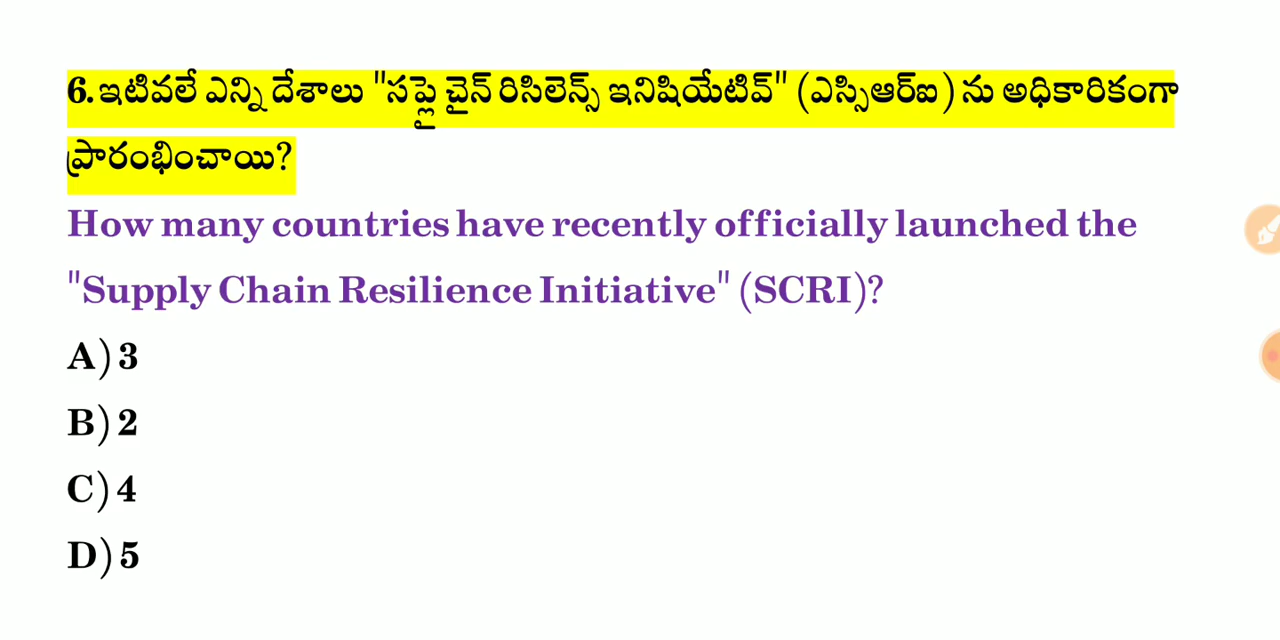 6. ఇటివలే ఎన్ని దేశాలు "సప్లై చైన్ రిసిలెన్స్ ఇనిషియేటివ్" (ఎస్సిఆర్ఐ) ను అధికారికంగా
ప్రారంభించాయి?
How many countries have recently officially launched the
"Supply Chain Resilience Initiative" (SCRI)?
A) 3
B) 2
C) 4
D) 5